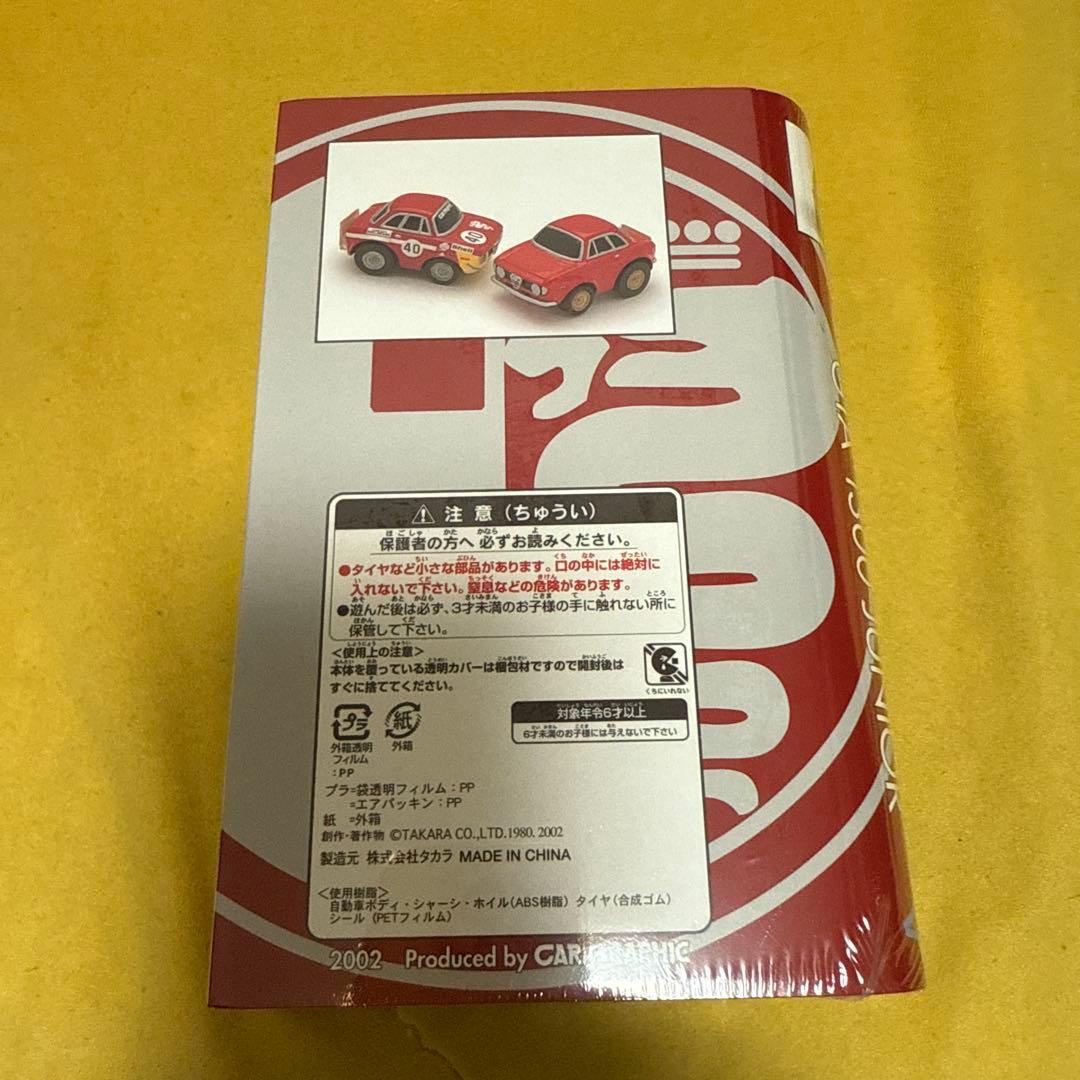 40
40
Shell
GIA 1300 JUNIOR
注 意 (ちゅうい)
保護者の方へ 必ずお読みください。
●タイヤなど小さな部品があります。口の中には絶対に
入れないで下さい。窒息などの危険があります。
●遊んだ後は必ず、3才未満のお子様の手に触れない所に
保管して下さい。
<使用上の注意>
本体を覆っている透明カバーは梱包材ですので開封後は
すぐに捨ててください。
くちにいれない
プラ
紙
外箱透明
フィルム
:PP
外箱
対象年令6才以上
6才未満のお子様には与えないで下さい
プラ=袋透明フィルム:PP
=エアパッキン:PP
紙 =外箱
創作・著作物 ©TAKARA CO.,LTD.1980. 2002
製造元 株式会社タカラ MADE IN CHINA
<使用樹脂>
自動車ボディ・シャーシ・ホイル(ABS樹脂) タイヤ(合成ゴム)
シール (PETフィルム)
2002 Produced by CAR GRAPHIC